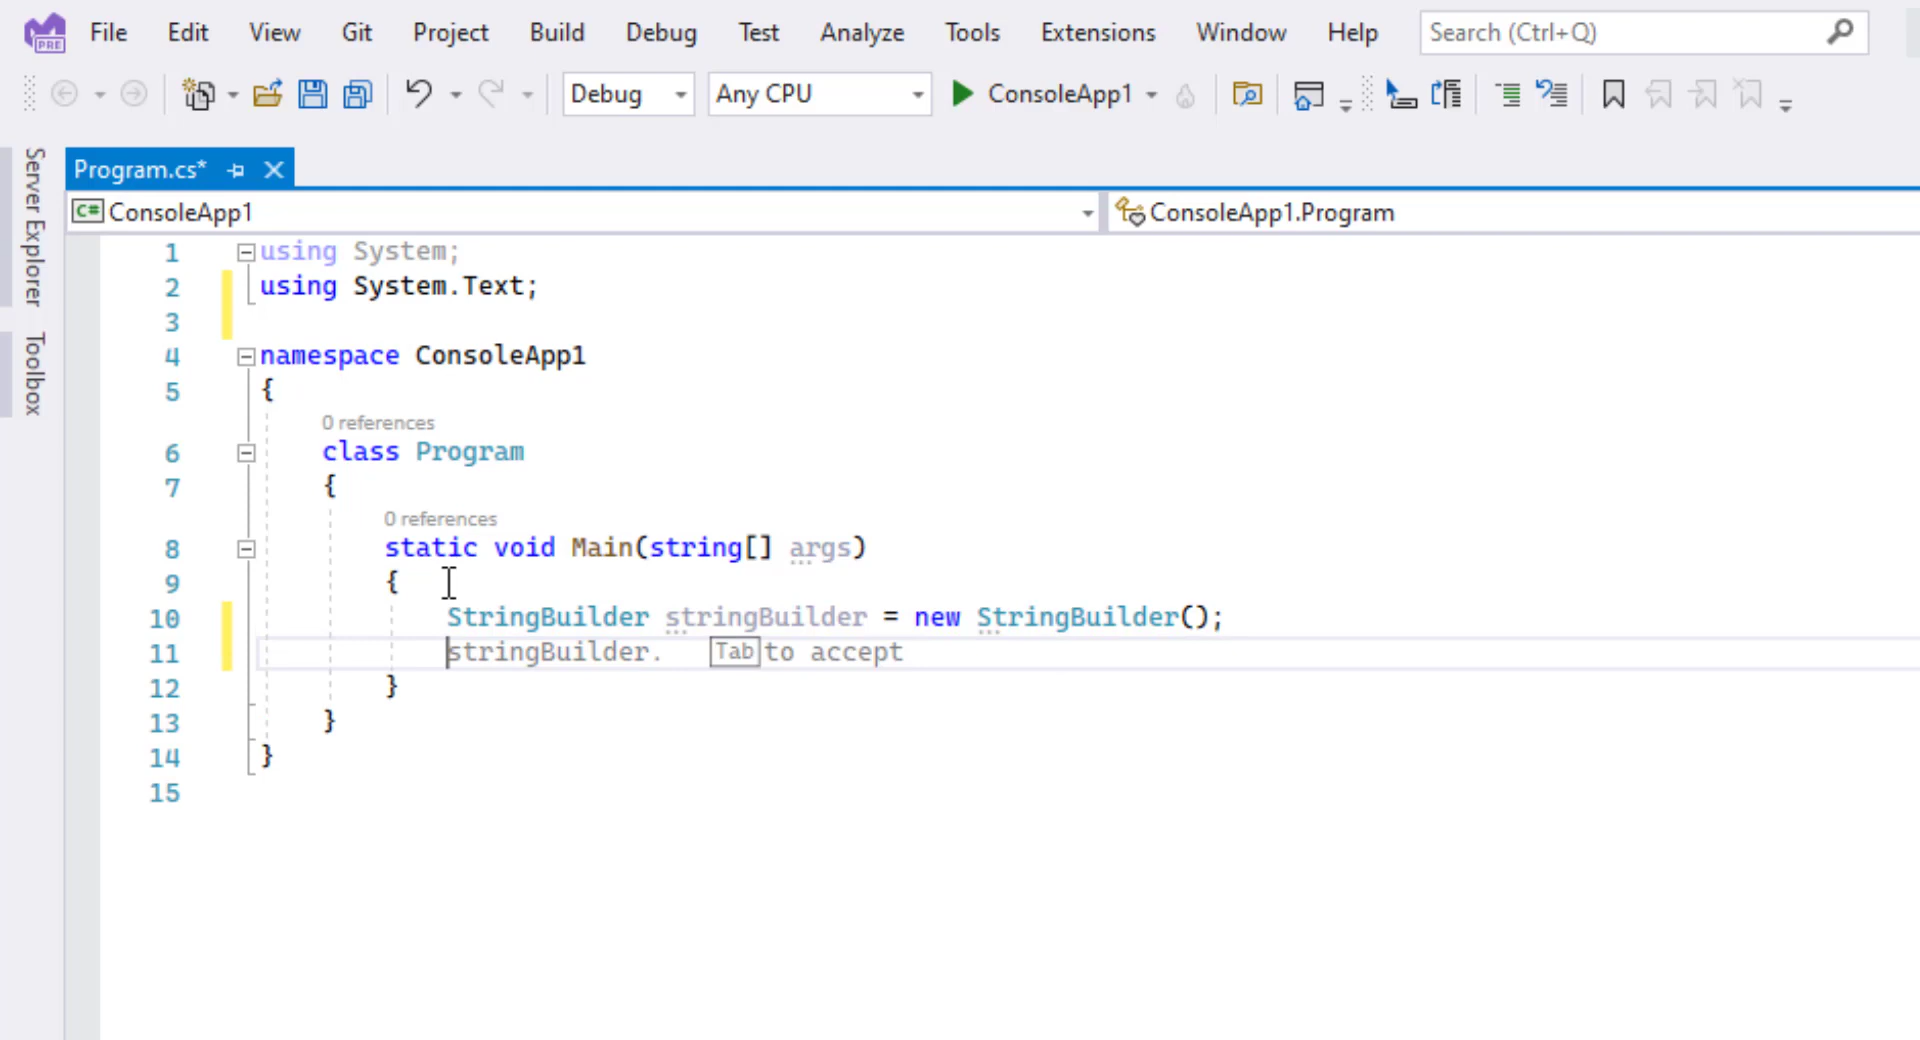 PRE File Edit View Git Project Build Debug Test Analyze Tools Extensions Window Help Search (Ctrl+Q)
Debug Any CPU ConsoleApp1
Server Explorer
Toolbox
Program.cs*
C# ConsoleApp1 ConsoleApp1.Program
1 using System;
2 using System.Text;
3
4 namespace ConsoleApp1
5 {
0 references
6 class Program
7 {
0 references
8 static void Main(string[] args)
9 {
10 StringBuilder stringBuilder = new StringBuilder();
11 stringBuilder. Tab to accept
12 }
13 }
14 }
15